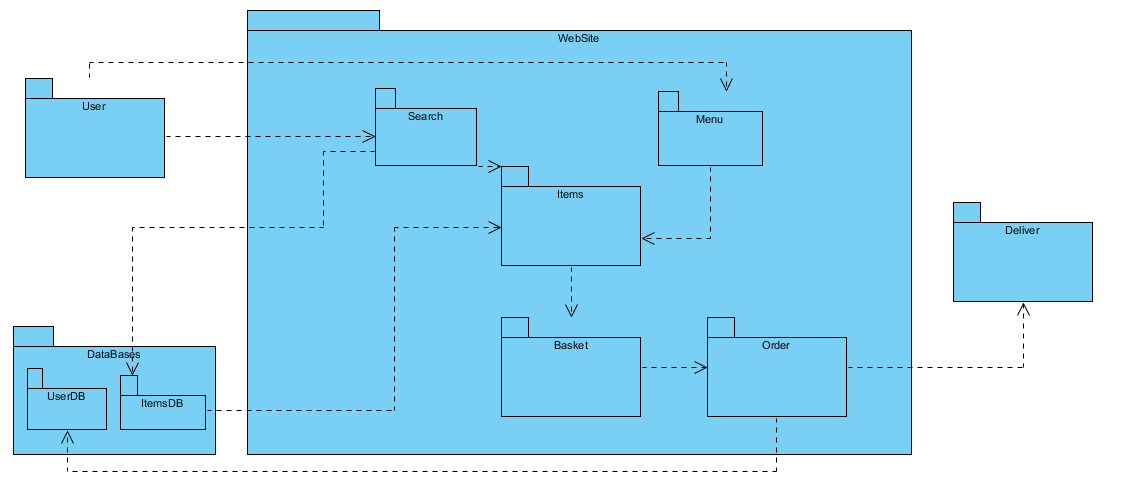 WebSite
User
Search
Menu
Items
Deliver
DataBases
Basket
Order
UserDB
ItemsDB